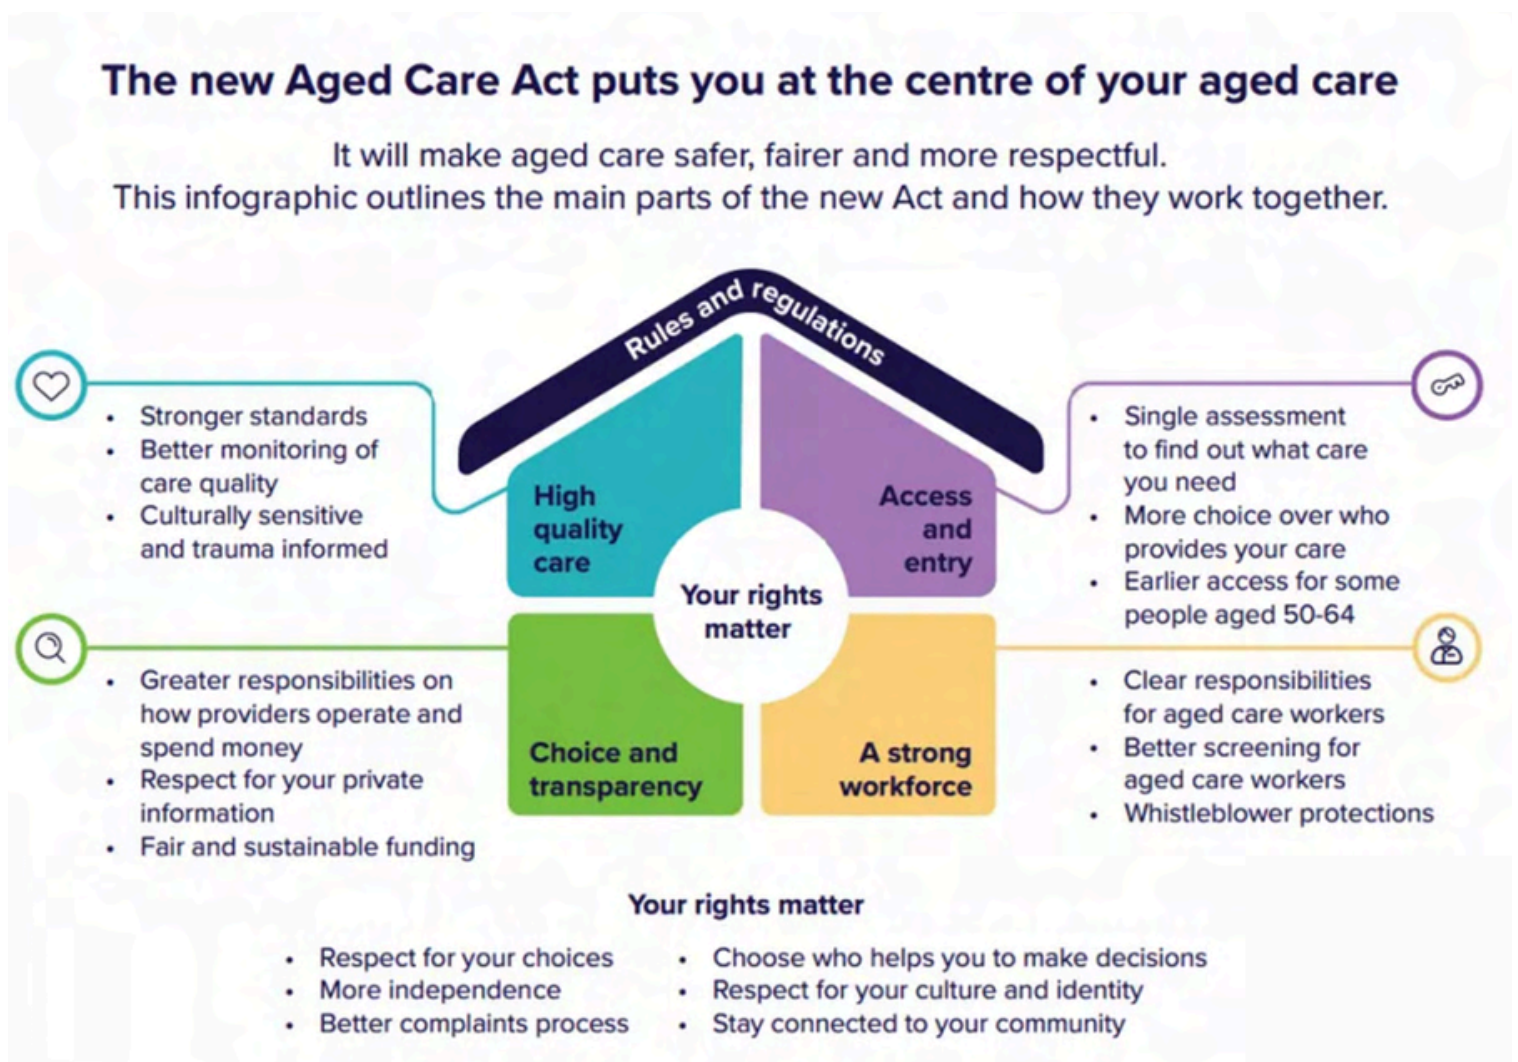 The new Aged Care Act puts you at the centre of your aged care
It will make aged care safer, fairer and more respectful.
This infographic outlines the main parts of the new Act and how they work together.
Rules and regulations
• Stronger standards
• Better monitoring of
care quality
• Culturally sensitive
and trauma informed
High
quality
care
Access
and
entry
• Single assessment
to find out what care
you need
• More choice over who
provides your care
• Earlier access for some
people aged 50-64
Your rights
matter
• Greater responsibilities on
how providers operate and
spend money
• Respect for your private
information
• Fair and sustainable funding
Choice and
transparency
A strong
workforce
• Clear responsibilities
for aged care workers
• Better screening for
aged care workers
• Whistleblower protections
Your rights matter
• Respect for your choices
• More independence
• Better complaints process
• Choose who helps you to make decisions
• Respect for your culture and identity
• Stay connected to your community